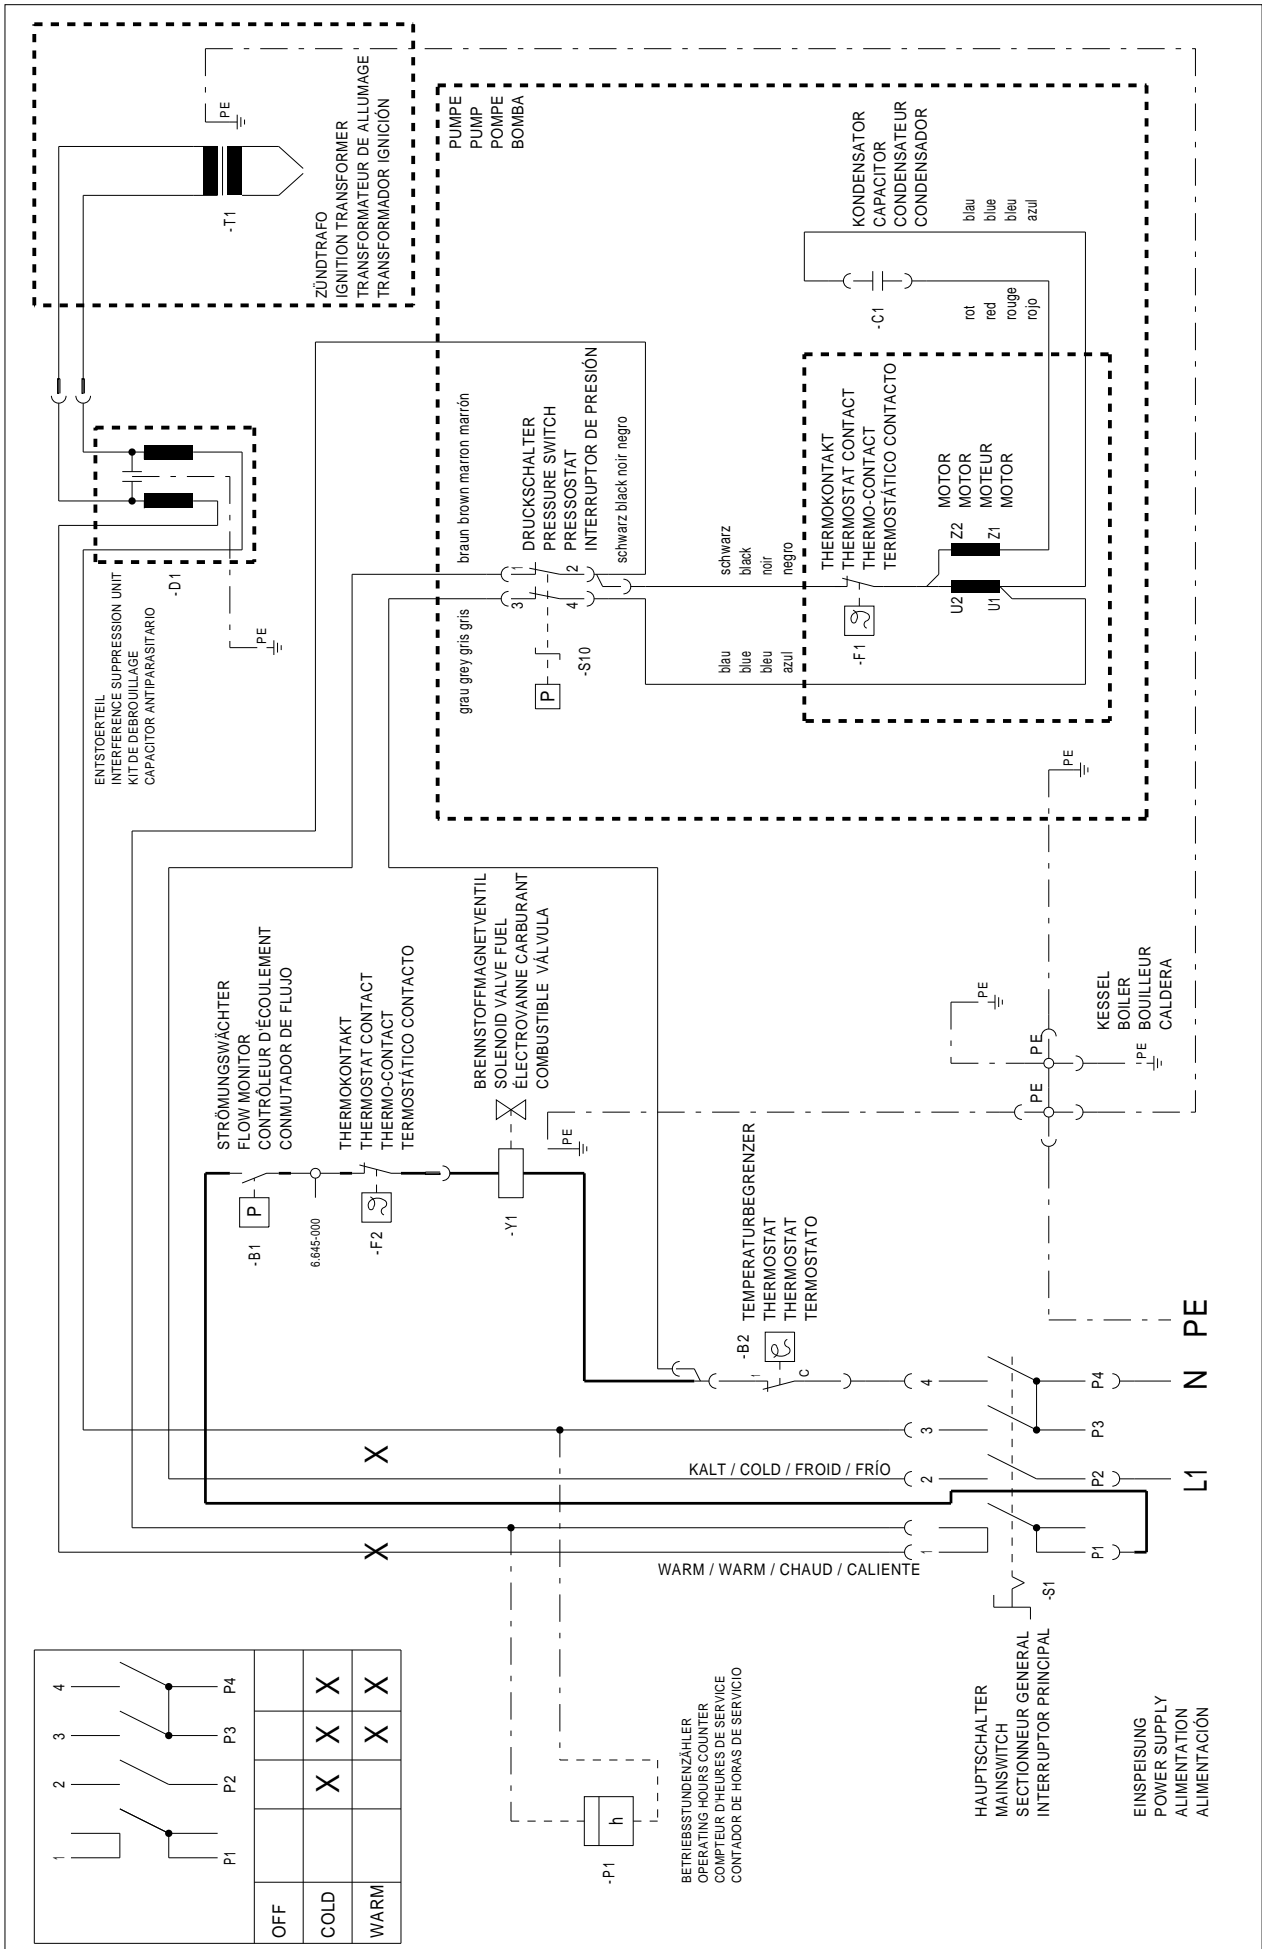 PE
-T1
ZÜNDTRAFO
IGNITION TRANSFORMER
TRANSFORMATEUR DE ALLUMAGE
TRANSFORMADOR IGNICIÓN
-D1
ENTSTOERTEIL
INTERFERENCE SUPPRESSION UNIT
KIT DE DEBROUILLAGE
CAPACITOR ANTIPARASITARIO
PE
PUMPE
PUMP
POMPE
BOMBA
KONDENSATOR
CAPACITOR
CONDENSATEUR
CONDENSADOR
-C1
blau
blue
bleu
azul
rot
red
rouge
rojo
braun brown marron marrón
grau grey gris gris
1
2
3
4
P
-S10
DRUCKSCHALTER
PRESSURE SWITCH
PRESSOSTAT
INTERRUPTOR DE PRESIÓN
schwarz black noir negro
schwarz
black
noir
negro
blau
blue
bleu
azul
THERMOKONTAKT
THERMOSTAT CONTACT
THERMO-CONTACT
TERMOSTÁTICO CONTACTO
-F1
MOTOR
MOTOR
MOTEUR
MOTOR
U2
U1
Z2
Z1
PE
STRÖMUNGSWÄCHTER
FLOW MONITOR
CONTRÔLEUR D'ÉCOULEMENT
CONMUTADOR DE FLUJO
P
-B1
6.645-000
THERMOKONTAKT
THERMOSTAT CONTACT
THERMO-CONTACT
TERMOSTÁTICO CONTACTO
-F2
BRENNSTOFFMAGNETVENTIL
SOLENOID VALVE FUEL
ÉLECTROVANNE CARBURANT
COMBUSTIBLE VÁLVULA
-Y1
PE
PE
PE
PE
PE
KESSEL
BOILER
BOUILLEUR
CALDERA
TEMPERATURBEGRENZER
THERMOSTAT
THERMOSTAT
TERMOSTATO
-B2
1
C
KALT / COLD / FROID / FRÍO
WARM / WARM / CHAUD / CALIENTE
X
X
1
2
3
4
P1
P2
P3
P4
L1
N
PE
-S1
HAUPTSCHALTER
MAINSWITCH
SECTIONNEUR GENERAL
INTERRUPTOR PRINCIPAL
EINSPEISUNG
POWER SUPPLY
ALIMENTATION
ALIMENTACIÓN
h
-P1
BETRIEBSSTUNDENZÄHLER
OPERATING HOURS COUNTER
COMPTEUR D'HEURES DE SERVICE
CONTADOR DE HORAS DE SERVICIO
1 2 3 4
P1 P2 P3 P4
OFF
COLD X X X
WARM X X